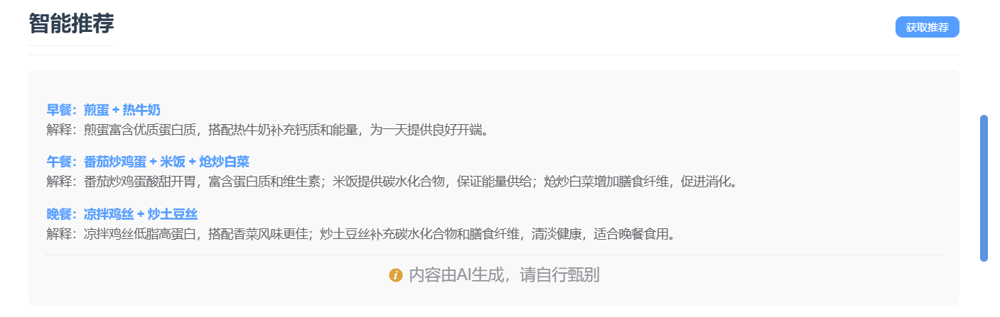 智能推荐
获取推荐
早餐：煎蛋 + 热牛奶
解释：煎蛋富含优质蛋白质，搭配热牛奶补充钙质和能量，为一天提供良好开端。
午餐：番茄炒鸡蛋 + 米饭 + 炝炒白菜
解释：番茄炒鸡蛋酸甜开胃，富含蛋白质和维生素；米饭提供碳水化合物，保证能量供给；炝炒白菜增加膳食纤维，促进消化。
晚餐：凉拌鸡丝 + 炒土豆丝
解释：凉拌鸡丝低脂高蛋白，搭配香菜风味更佳；炒土豆丝补充碳水化合物和膳食纤维，清淡健康，适合晚餐食用。
内容由AI生成，请自行甄别